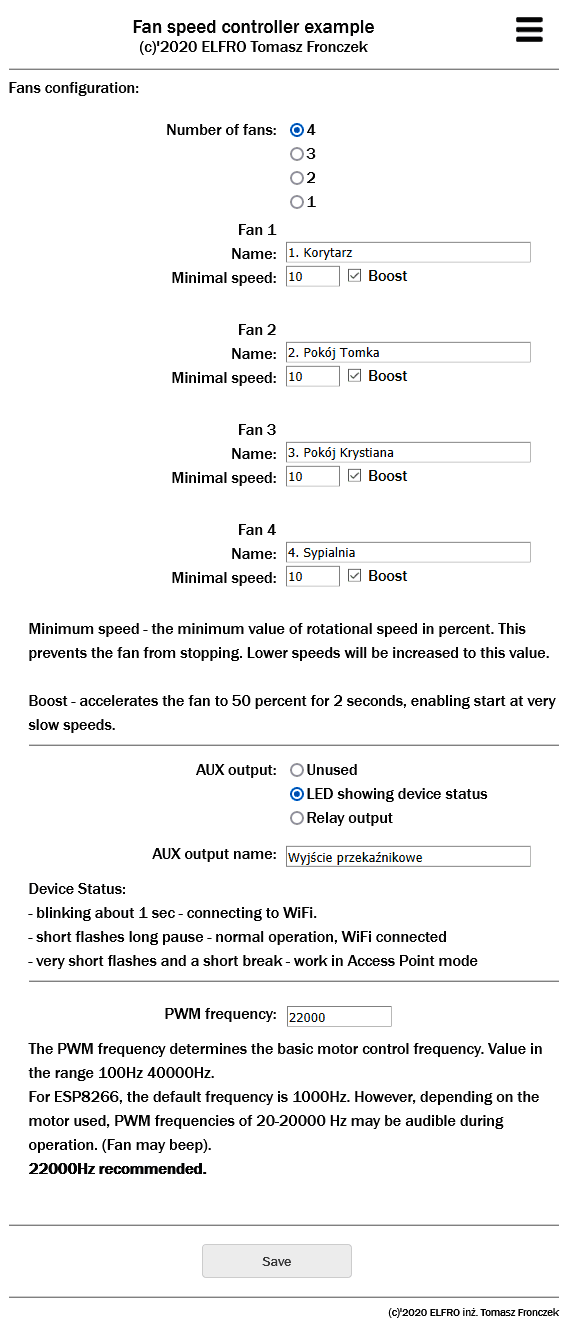 Fan speed controller example
(c)'2020 ELFRO Tomasz Fronczek
Fans configuration:
Number of fans: 4
3
2
1
Fan 1
Name: 1. Korytarz
Minimal speed: 10 Boost
Fan 2
Name: 2. Pokój Tomka
Minimal speed: 10 Boost
Fan 3
Name: 3. Pokój Krystiana
Minimal speed: 10 Boost
Fan 4
Name: 4. Sypialnia
Minimal speed: 10 Boost
Minimum speed - the minimum value of rotational speed in percent. This
prevents the fan from stopping. Lower speeds will be increased to this value.
Boost - accelerates the fan to 50 percent for 2 seconds, enabling start at very
slow speeds.
AUX output: Unused
LED showing device status
Relay output
AUX output name: Wyjście przekaźnikowe
Device Status:
- blinking about 1 sec - connecting to WiFi.
- short flashes long pause - normal operation, WiFi connected
- very short flashes and a short break - work in Access Point mode
PWM frequency: 22000
The PWM frequency determines the basic motor control frequency. Value in
the range 100Hz 40000Hz.
For ESP8266, the default frequency is 1000Hz. However, depending on the
motor used, PWM frequencies of 20-20000 Hz may be audible during
operation. (Fan may beep).
22000Hz recommended.
Save
(c)'2020 ELFRO inż. Tomasz Fronczek